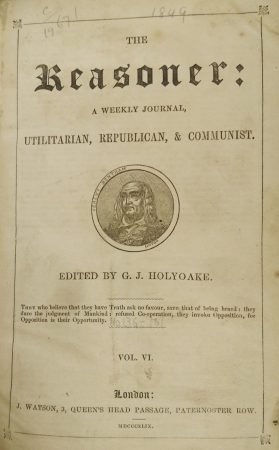 1849
THE
Reasoner:
A WEEKLY JOURNAL,
UTILITARIAN, REPUBLICAN, & COMMUNIST.
JEREMY BENTHAM
EDITED BY G. J. HOLYOAKE.
THEY who believe that they have Truth ask no favour, save that of being heard: they
dare the judgment of Mankind: refused Co-operation, they invoke Opposition, for
Opposition is their Opportunity.
VOL. VI.
London:
J. WATSON, 3, QUEEN'S HEAD PASSAGE, PATERNOSTER ROW.
MDCCCXLIX.